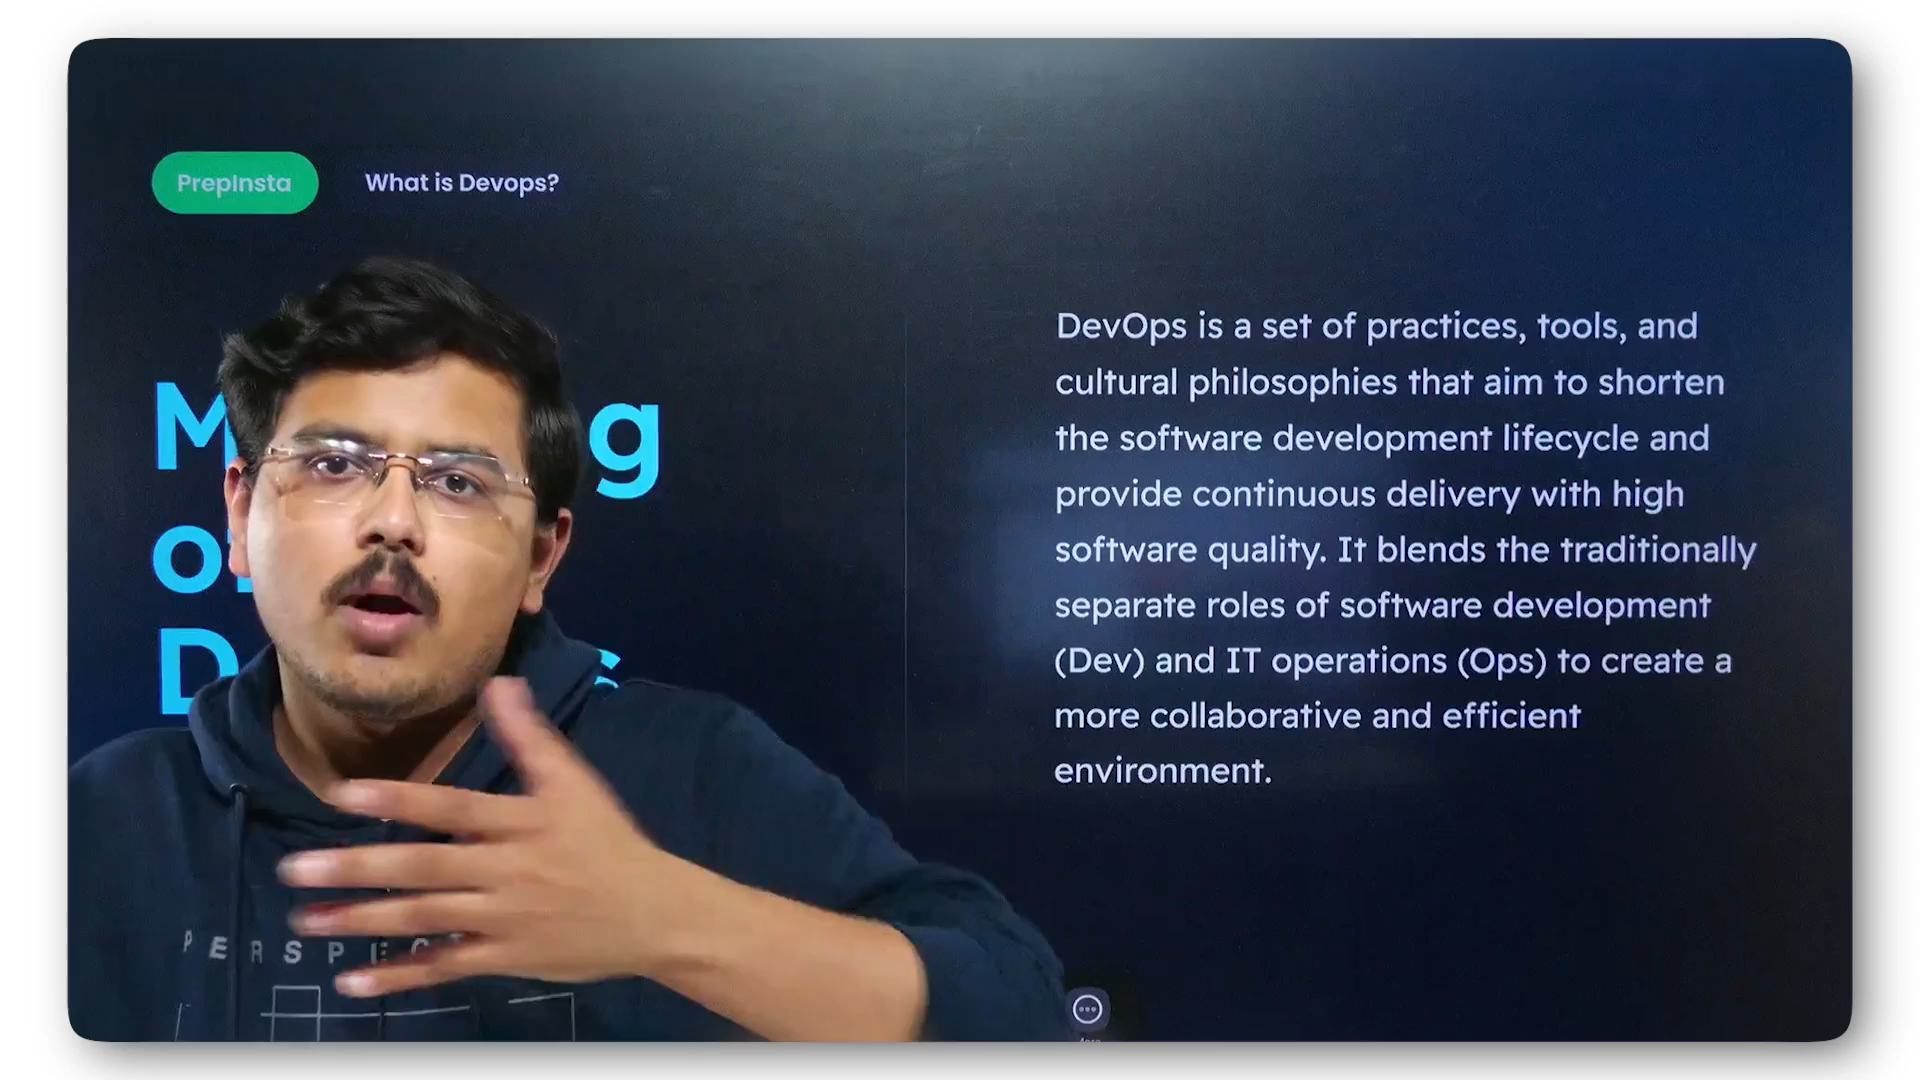 PrepInsta
What is Devops?
DevOps is a set of practices, tools, and
cultural philosophies that aim to shorten
the software development lifecycle and
provide continuous delivery with high
software quality. It blends the traditionally
separate roles of software development
(Dev) and IT operations (Ops) to create a
more collaborative and efficient
environment.